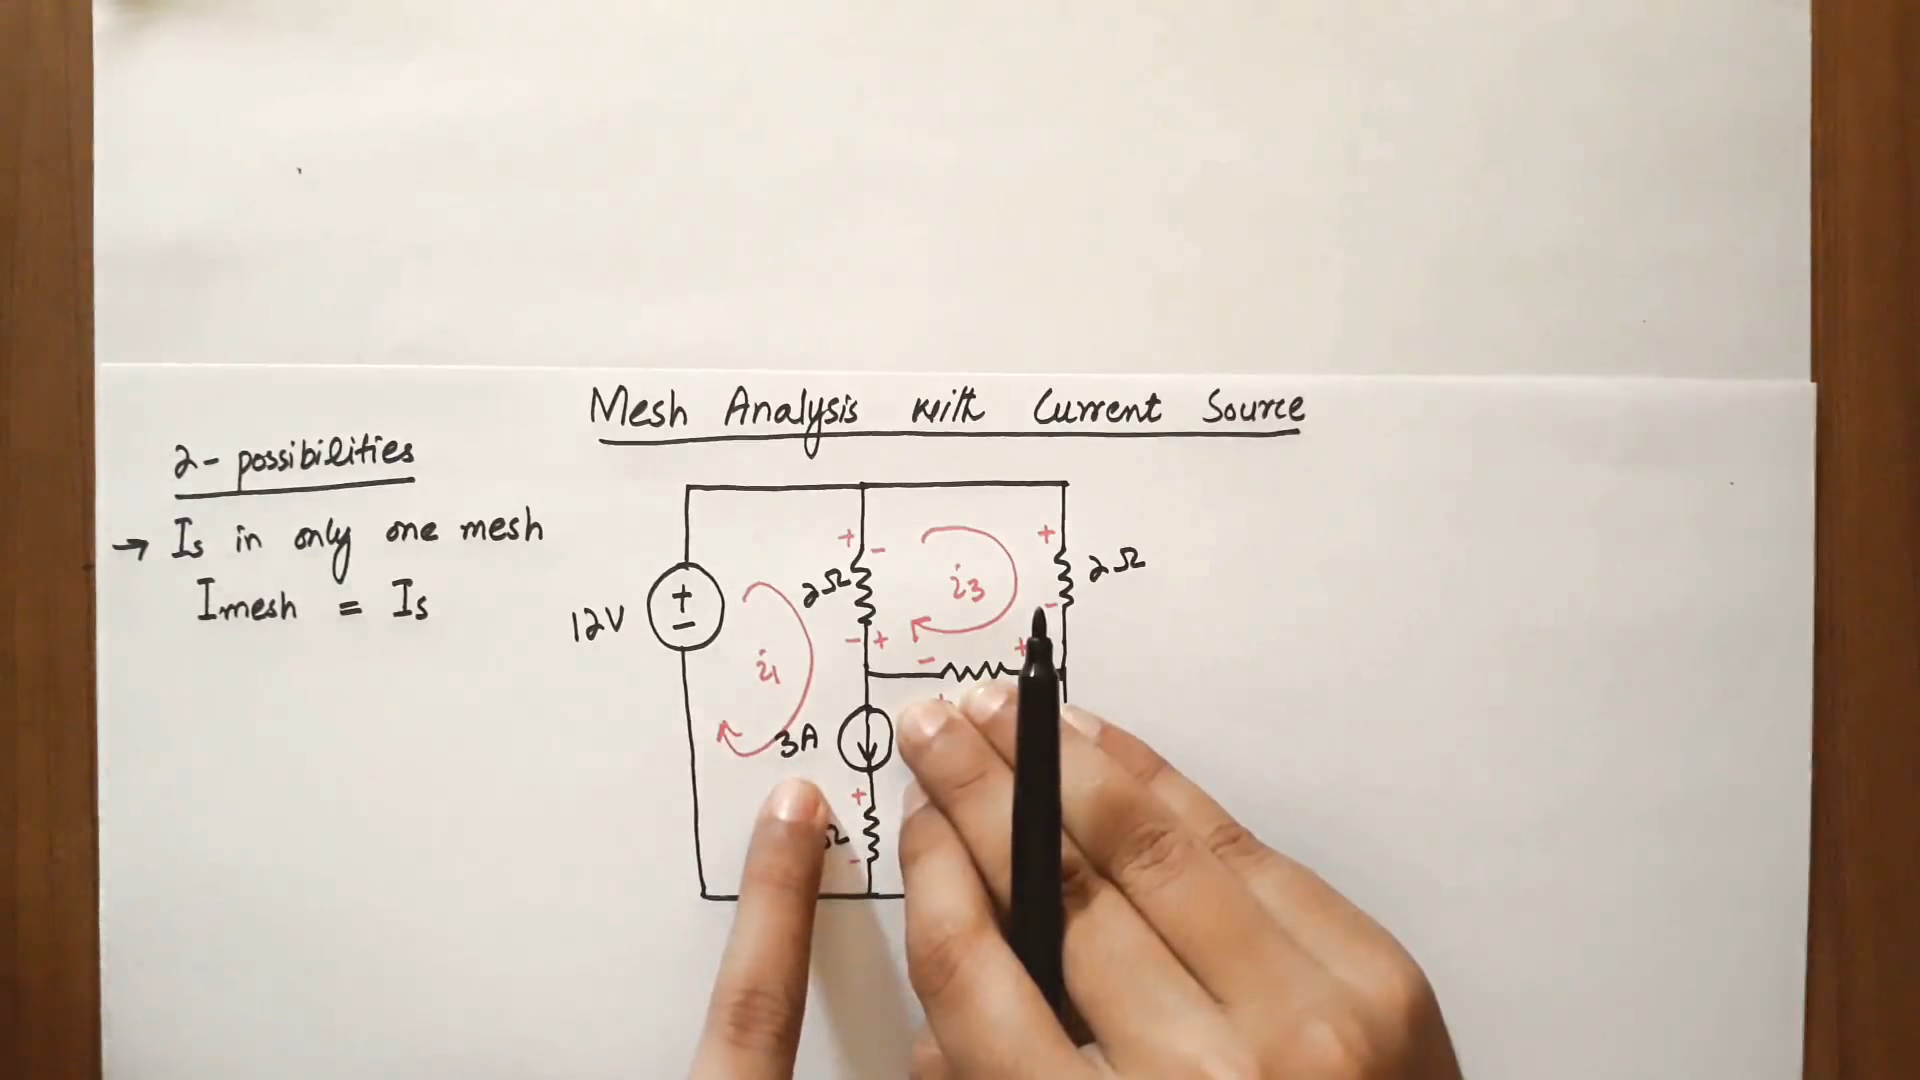 Mesh Analysis with Current Source
2- possibilities
→ Is in only one mesh
Imesh = Is
12V
+
-
i1
2Ω
+
-
-
+
i3
+
2Ω
-
-
+
3A
+
+
Ω
-